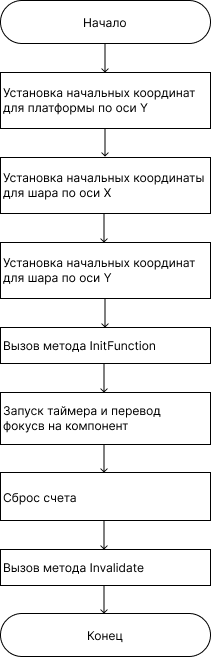 Начало
Установка начальных координат
для платформы по оси Y
Установка начальных координаты
для шара по оси X
Установка начальных координат
для шара по оси Y
Вызов метода InitFunction
Запуск таймера и перевод
фокусв на компонент
Сброс счета
Вызов метода Invalidate
Конец